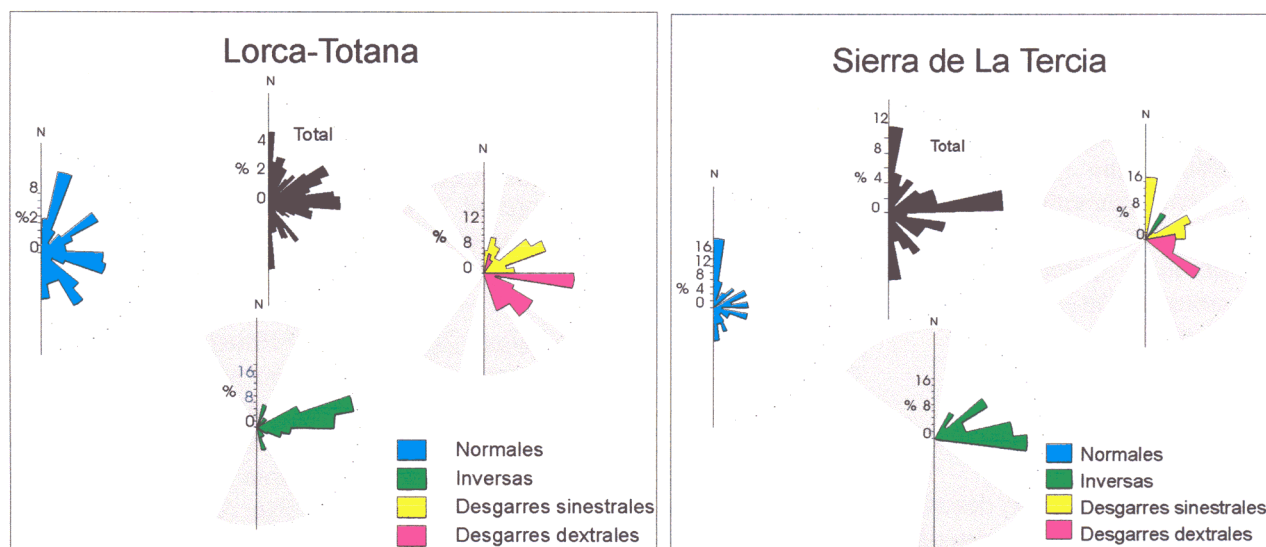 Lorca-Totana
N
4
Total
% 2
0
N
8
%2
0
N
12
% 8
0
N
16
% 8
0
Normales
Inversas
Desgarres sinestrales
Desgarres dextrales
Sierra de La Tercia
12
8
Total
% 4
0
N
16
8
%
0
N
16
12
8
% 4
0
N
16
% 8
0
Normales
Inversas
Desgarres sinestrales
Desgarres dextrales